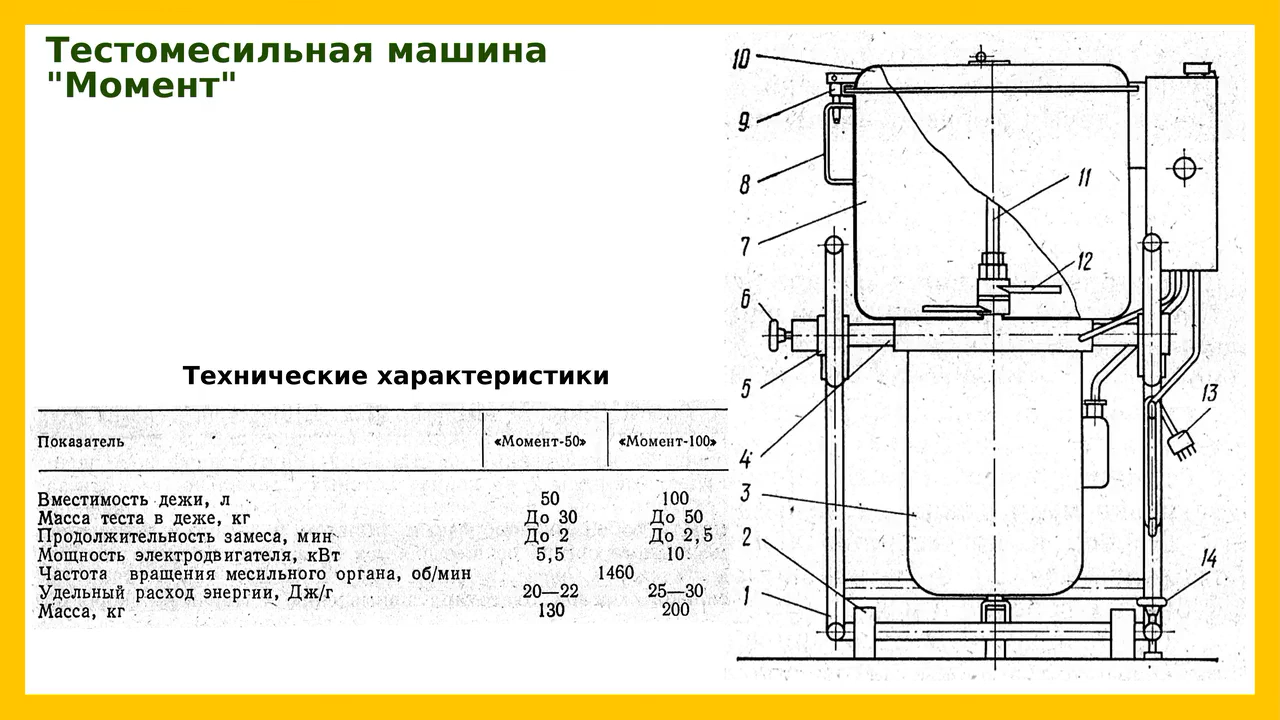 Тестомесильная машина
"Момент"
Технические характеристики
Показатель «Момент-50» «Момент-100»
Вместимость дежи, л 50 100
Масса теста в деже, кг До 30 До 50
Продолжительность замеса, мин До 2 До 2,5
Мощность электродвигателя, кВт 5,5 10
Частота вращения месильного органа, об/мин 1460
Удельный расход энергии, Дж/г 20—22 25—30
Масса, кг 130 200
10
9
8
7
6
5
4
3
2
1
11
12
13
14